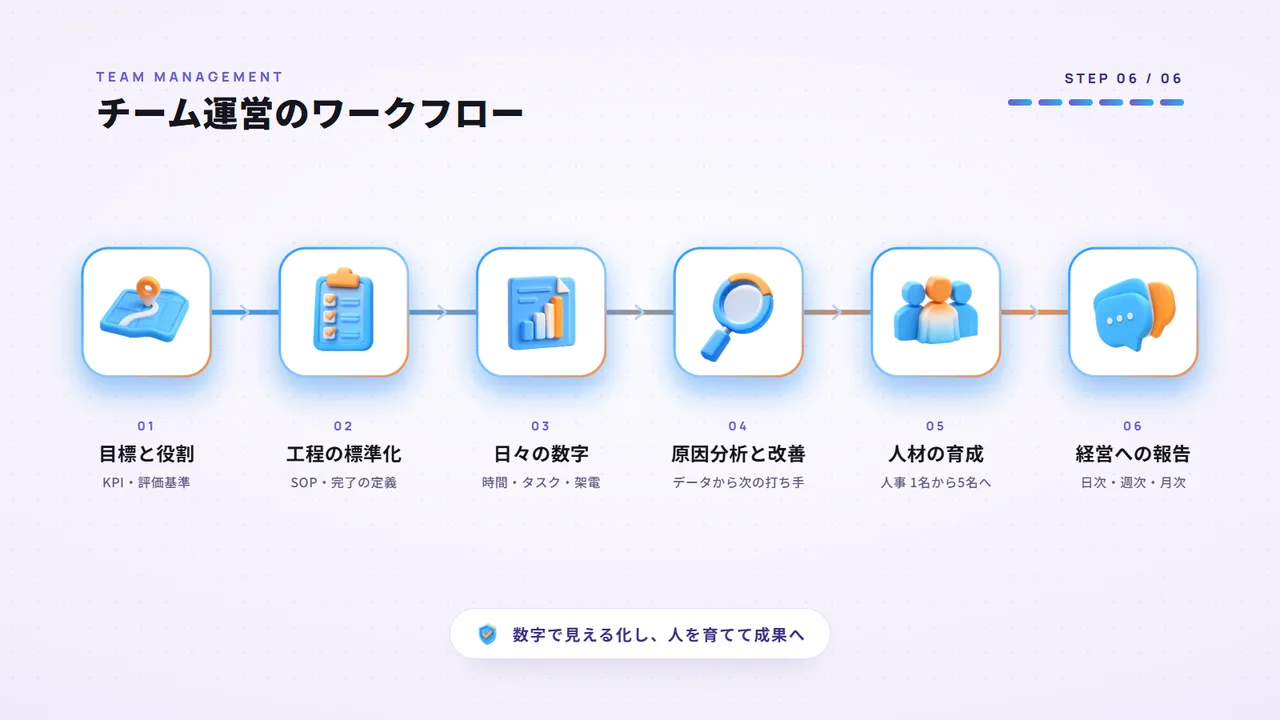 TEAM MANAGEMENT
チーム運営のワークフロー
STEP 06 / 06
01
目標と役割
KPI・評価基準
02
工程の標準化
SOP・完了の定義
03
日々の数字
時間・タスク・架電
04
原因分析と改善
データから次の打ち手
05
人材の育成
人事 1名から5名へ
06
経営への報告
日次・週次・月次
数字で見える化し、人を育てて成果へ